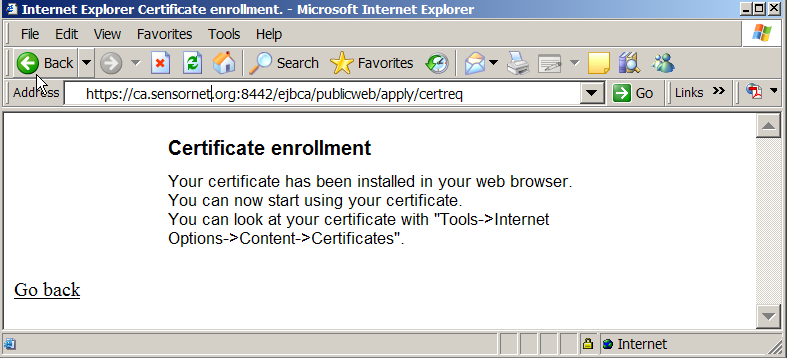 Internet Explorer Certificate enrollment. - Microsoft Internet Explorer
File Edit View Favorites Tools Help
Back Search Favorites
Address https://ca.sensornet.org:8442/ejbca/publicweb/apply/certreq Go Links »
Certificate enrollment
Your certificate has been installed in your web browser.
You can now start using your certificate.
You can look at your certificate with "Tools->Internet
Options->Content->Certificates".
Go back
Internet